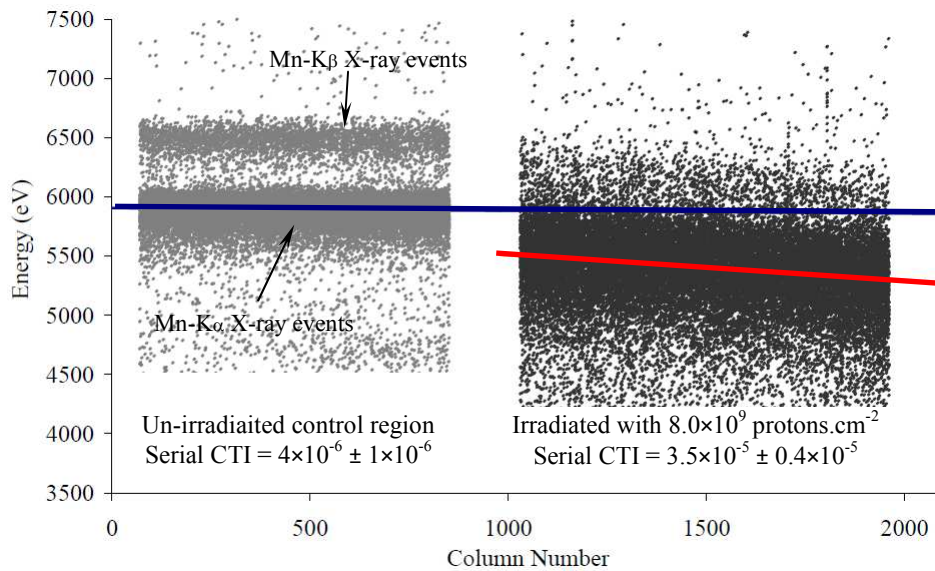 7500
7000
6500
6000
5500
5000
4500
4000
3500
Energy (eV)
Mn-Kβ X-ray events
Mn-Kα X-ray events
Un-irradiaited control region
Serial CTI = 4×10⁻⁶ ± 1×10⁻⁶
Irradiated with 8.0×10⁹ protons.cm⁻²
Serial CTI = 3.5×10⁻⁵ ± 0.4×10⁻⁵
0 500 1000 1500 2000
Column Number